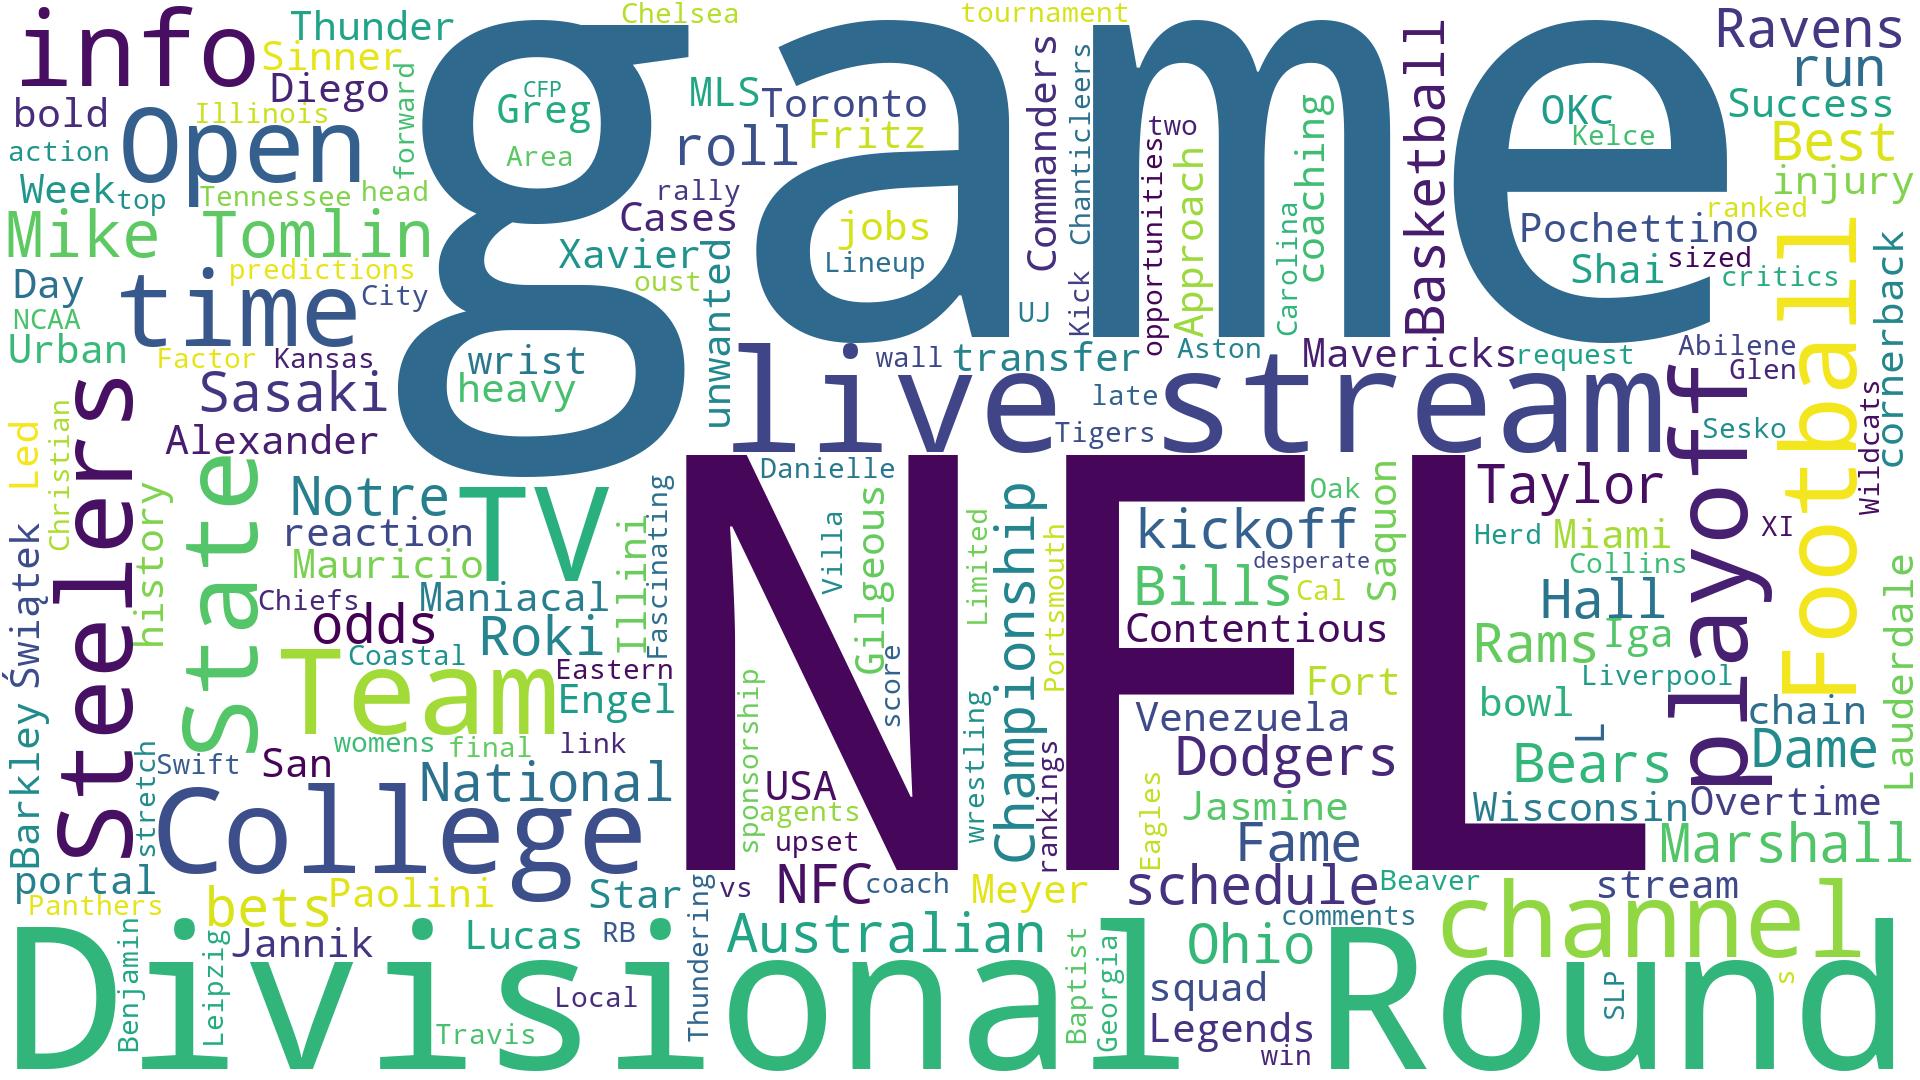 game
NFL
Divisional Round
live stream
College
Football
Steelers
State
Team
TV
time
Open
info
playoff
channel
Mike Tomlin
Basketball
Championship
Thunder
Sinner
Diego
Chelsea
tournament
Ravens
run
Success
Best
injury
ranked
bold
Illinois
forward
action
Week
top
Tennessee
head
CFP
Greg
Area
MLS
Toronto
Fritz
roll
rally
Cases
jobs
Xavier
Lineup
oust
unwanted
Commanders
Chanticleers
two
opportunities
Approach
coaching
Carolina
UJ
Kick
OKC
Kelce
Pochettino
Shai
sized
critics
cornerback
Day
predictions
City
NCAA
Urban
Factor
Kansas
wrist
heavy
Sasaki
Alexander
wall
transfer
Aston
Mavericks
request
Abilene
Glen
late
Tigers
Sesko
Wildcats
Led
Christian
history
Notre
reaction
Mauricio
Illini
Fascinating
Danielle
Villa
Gilgeous
Limited
Portsmouth
Oak
kickoff
Saquon
desperate
Bills
Cal
Contentious
Taylor
XI
Herd
Miami
Collins
Hall
Rams
Iga
Liverpool
Lauderdale
Barkley
Świątek
Chiefs
Maniacal
odds
Roki
Coastal
Eastern
Engel
womens
final
link
score
sponsorship
wrestling
rankings
Fort
Venezuela
Dodgers
bowl
L
chain
Bears
Dame
Swift
San
stretch
National
USA
agents
upset
Eagles
Jasmine
Fame
Wisconsin
Overtime
Marshall
portal
Panthers
bets
Paolini
Star
vs
NFC
coach
Meyer
schedule
Beaver
stream
comments
Jannik
Lucas
RB
Thundering
Australian
Ohio
Benjamin
Leipzig
Local
Travis
Baptist
Georgia
squad
Legends
win
SLP
s